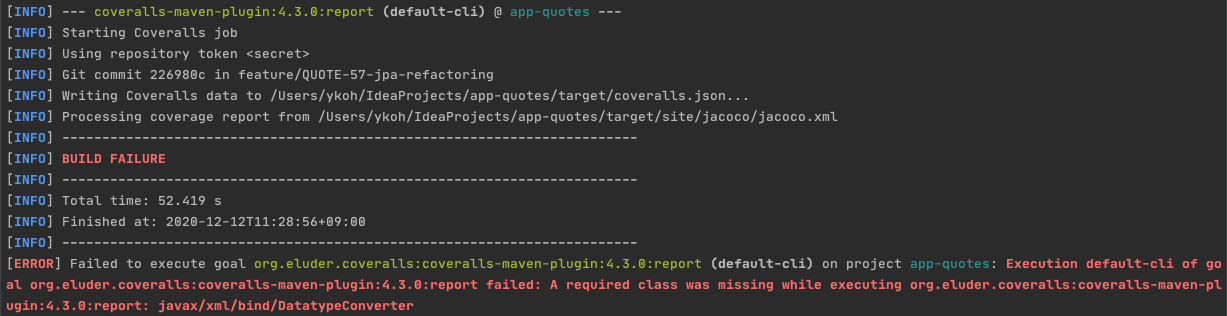 [INFO] --- coveralls-maven-plugin:4.3.0:report (default-cli) @ app-quotes ---
[INFO] Starting Coveralls job
[INFO] Using repository token <secret>
[INFO] Git commit 226980c in feature/QUOTE-57-jpa-refactoring
[INFO] Writing Coveralls data to /Users/ykoh/IdeaProjects/app-quotes/target/coveralls.json...
[INFO] Processing coverage report from /Users/ykoh/IdeaProjects/app-quotes/target/site/jacoco/jacoco.xml
[INFO] ------------------------------------------------------------------------
[INFO] BUILD FAILURE
[INFO] ------------------------------------------------------------------------
[INFO] Total time: 52.419 s
[INFO] Finished at: 2020-12-12T11:28:56+09:00
[INFO] ------------------------------------------------------------------------
[ERROR] Failed to execute goal org.eluder.coveralls:coveralls-maven-plugin:4.3.0:report (default-cli) on project app-quotes: Execution default-cli of go
al org.eluder.coveralls:coveralls-maven-plugin:4.3.0:report failed: A required class was missing while executing org.eluder.coveralls:coveralls-maven-pl
ugin:4.3.0:report: javax/xml/bind/DatatypeConverter